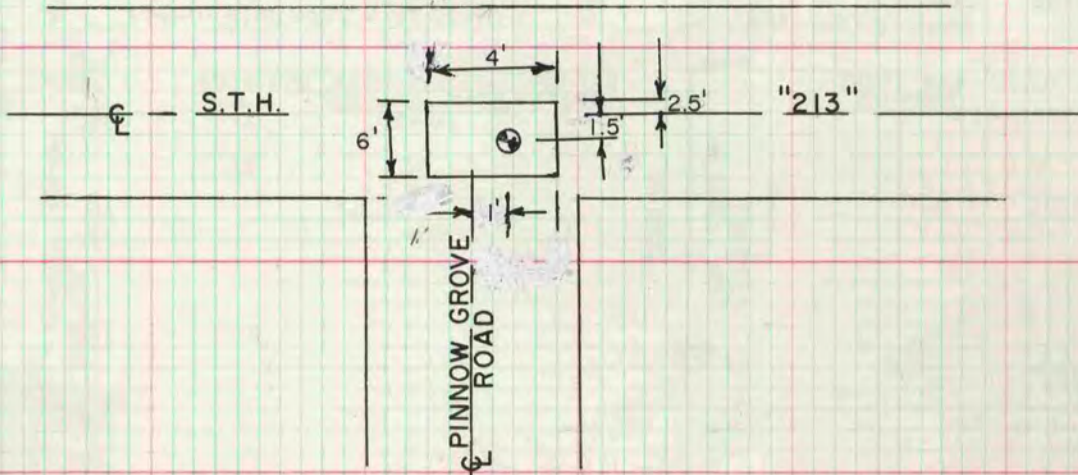 4'
℄ S.T.H. "213"
2.5'
1.5'
6'
1'
℄ PINNOW GROVE
ROAD